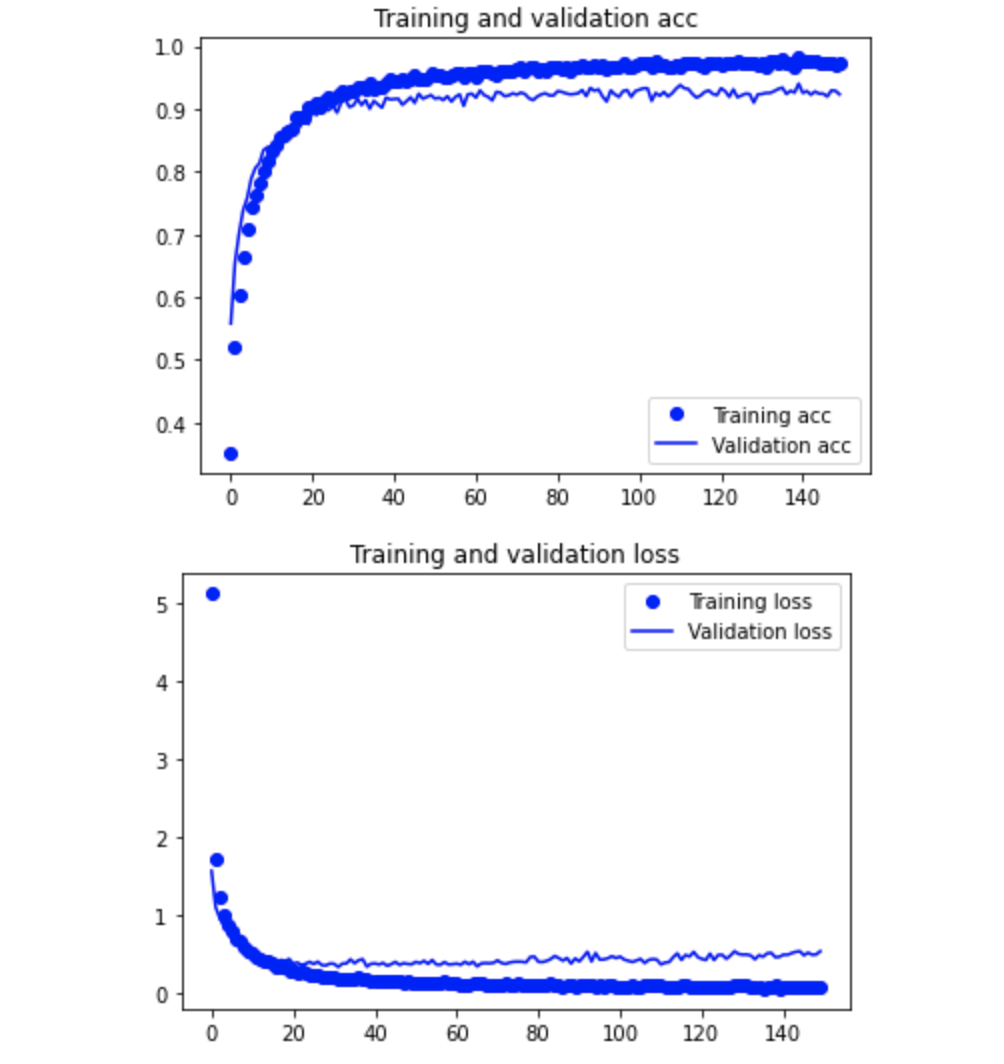 Training and validation acc
1.0
0.9
0.8
0.7
0.6
0.5
0.4
Training acc
Validation acc
0 20 40 60 80 100 120 140
Training and validation loss
5
4
3
2
1
0
Training loss
Validation loss
0 20 40 60 80 100 120 140